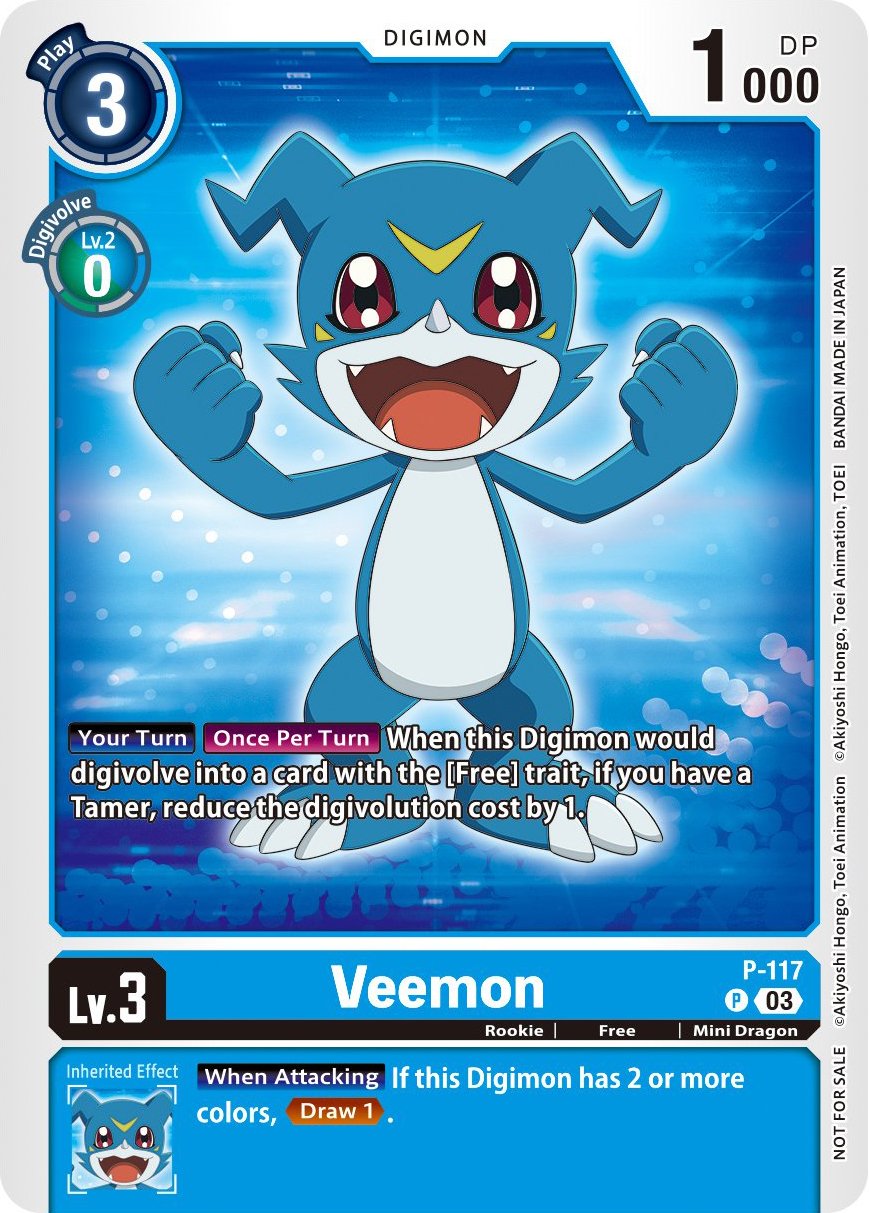 Play
3
DIGIMON
DP
1000
Digivolve
Lv.2
0
Your Turn Once Per Turn When this Digimon would
digivolve into a card with the [Free] trait, if you have a
Tamer, reduce the digivolution cost by 1.
Lv.3
Veemon
P-117
P 03
Rookie | Free | Mini Dragon
Inherited Effect
When Attacking If this Digimon has 2 or more
colors, Draw 1.
NOT FOR SALE ©Akiyoshi Hongo, Toei Animation ©Akiyoshi Hongo, Toei Animation, TOEI BANDAI MADE IN JAPAN